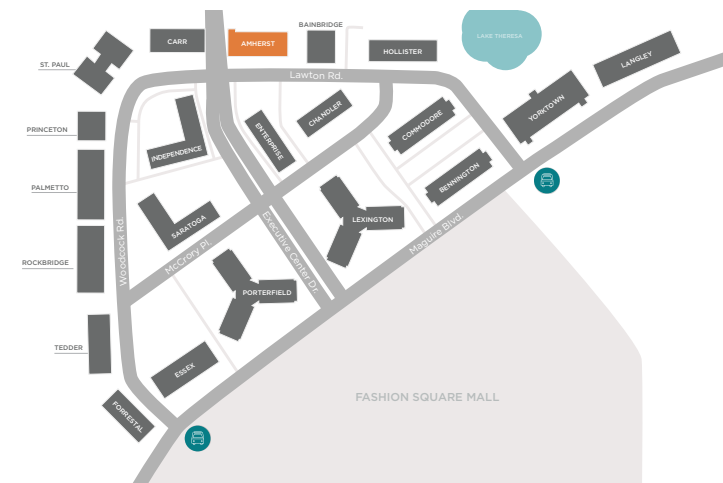 BAINBRIDGE
CARR
AMHERST
HOLLISTER
LAKE THERESA
LANGLEY
ST. PAUL
Lawton Rd.
YORKTOWN
CHANDLER
COMMODORE
PRINCETON
ENTERPRISE
INDEPENDENCE
BENNINGTON
PALMETTO
LEXINGTON
SARATOGA
Woodcock Rd.
McCrory Pl.
Executive Center Dr.
Maguire Blvd.
ROCKBRIDGE
PORTERFIELD
TEDDER
ESSEX
FORRESTAL
FASHION SQUARE MALL